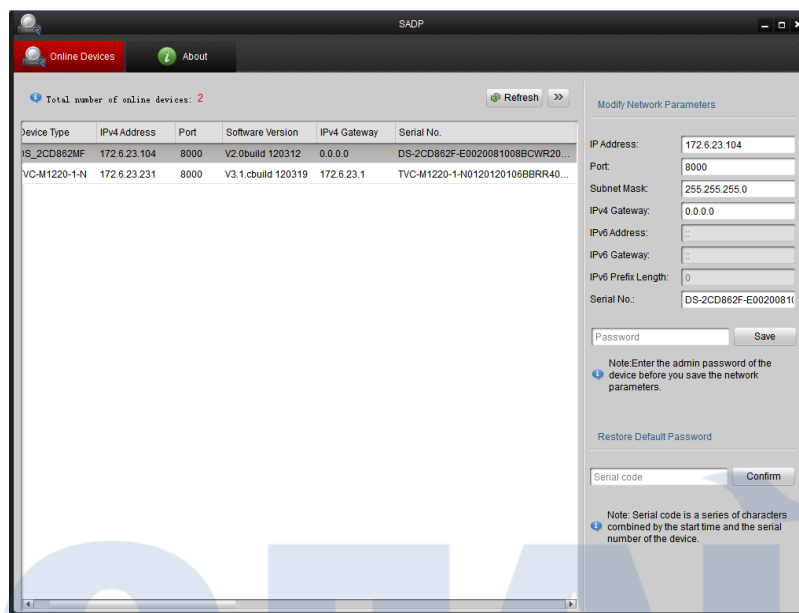 SADP
Online Devices
About
Total number of online devices: 2
Refresh
Device Type IPv4 Address Port Software Version IPv4 Gateway Serial No.
DS_2CD862MF 172.6.23.104 8000 V2.0build 120312 0.0.0.0 DS-2CD862F-E0020081008BCWR20...
VC-M1220-1-N 172.6.23.231 8000 V3.1.cbuild 120319 172.6.23.1 TVC-M1220-1-N0120120106BBRR40...
Modify Network Parameters
IP Address: 172.6.23.104
Port: 8000
Subnet Mask: 255.255.255.0
IPv4 Gateway: 0.0.0.0
IPv6 Address: ::
IPv6 Gateway: ::
IPv6 Prefix Length: 0
Serial No.: DS-2CD862F-E00200810
Password
Save
Note:Enter the admin password of the
device before you save the network
parameters.
Restore Default Password
Serial code
Confirm
Note: Serial code is a series of characters
combined by the start time and the serial
number of the device.